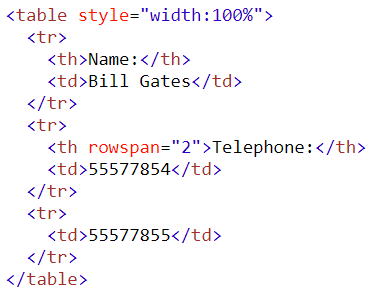 <table style="width:100%">
  <tr>
    <th>Name:</th>
    <td>Bill Gates</td>
  </tr>
  <tr>
    <th rowspan="2">Telephone:</th>
    <td>55577854</td>
  </tr>
  <tr>
    <td>55577855</td>
  </tr>
</table>